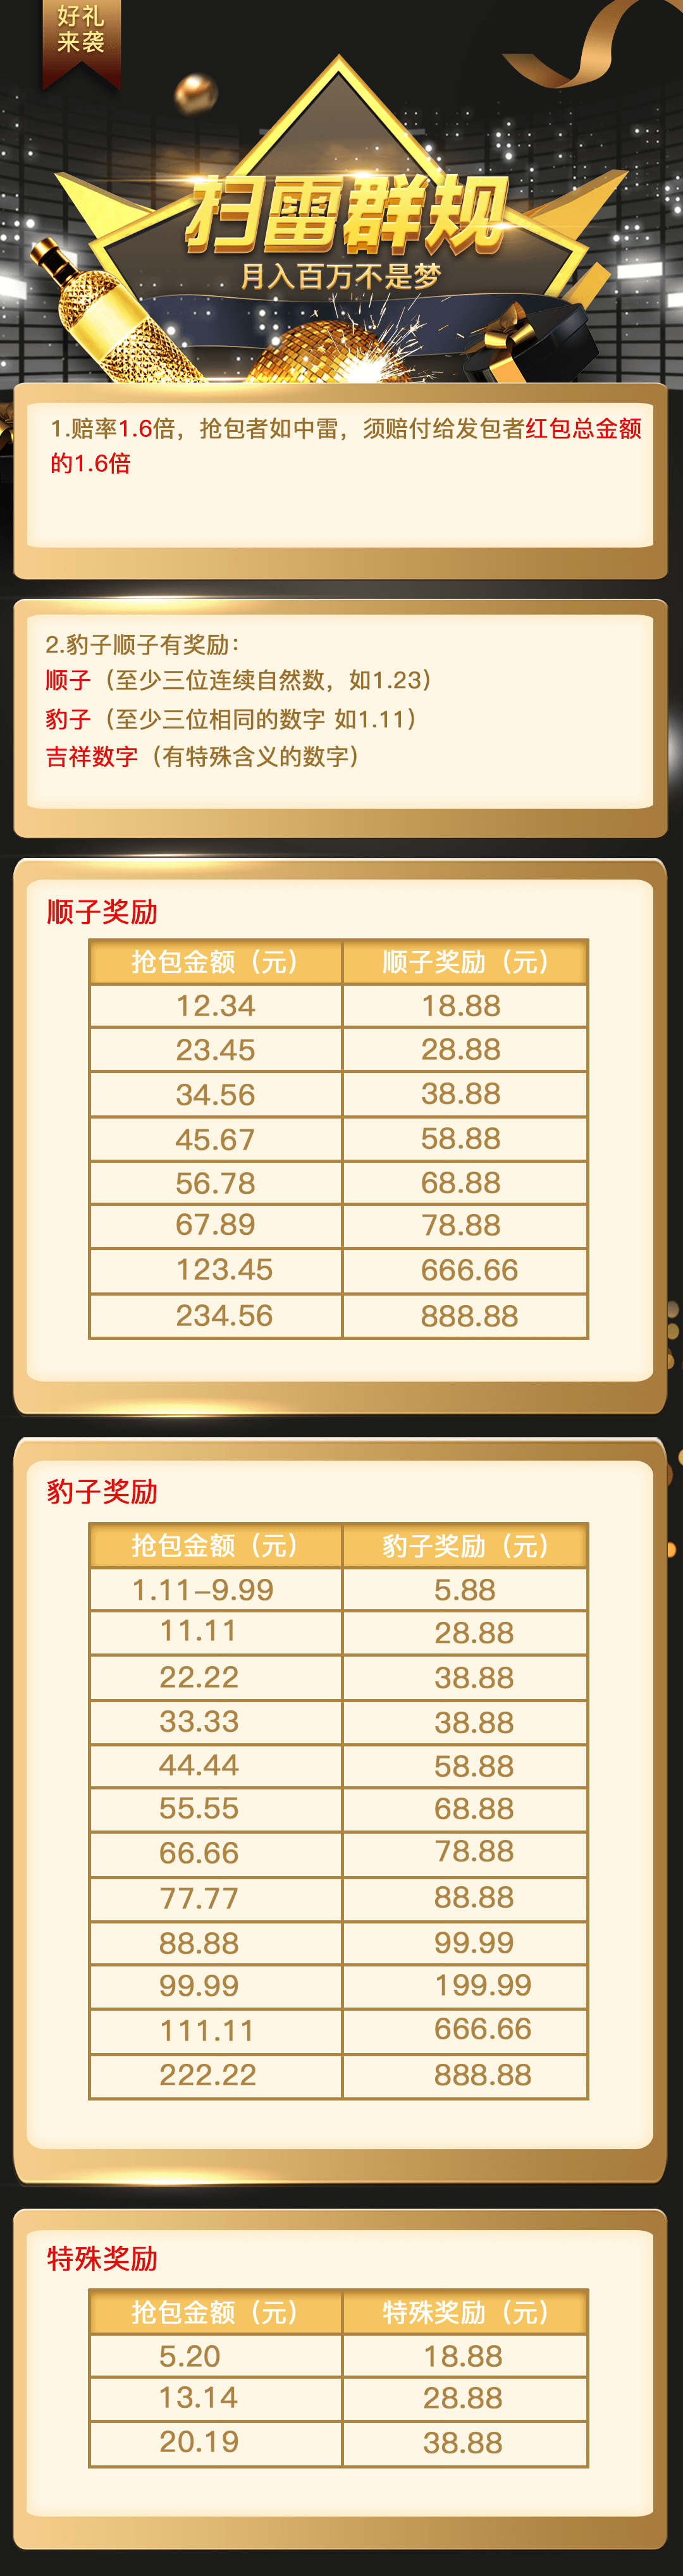 好礼
来袭
扫雷群规
月入百万不是梦
1.赔率1.6倍，抢包者如中雷，须赔付给发包者红包总金额
的1.6倍
2.豹子顺子有奖励：
顺子（至少三位连续自然数，如1.23）
豹子（至少三位相同的数字 如1.11）
吉祥数字（有特殊含义的数字）
顺子奖励
抢包金额（元） 顺子奖励（元）
12.34 18.88
23.45 28.88
34.56 38.88
45.67 58.88
56.78 68.88
67.89 78.88
123.45 666.66
234.56 888.88
豹子奖励
抢包金额（元） 豹子奖励（元）
1.11–9.99 5.88
11.11 28.88
22.22 38.88
33.33 38.88
44.44 58.88
55.55 68.88
66.66 78.88
77.77 88.88
88.88 99.99
99.99 199.99
111.11 666.66
222.22 888.88
特殊奖励
抢包金额（元） 特殊奖励（元）
5.20 18.88
13.14 28.88
20.19 38.88